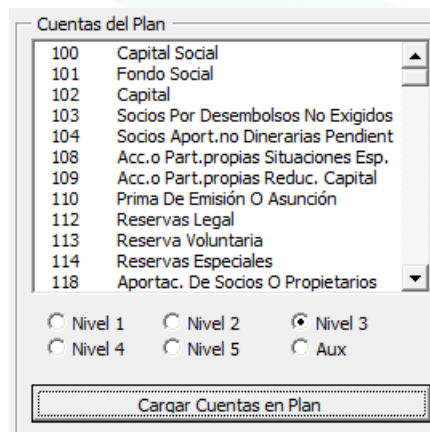 Cuentas del Plan
100 Capital Social
101 Fondo Social
102 Capital
103 Socios Por Desembolsos No Exigidos
104 Socios Aport.no Dinerarias Pendient
108 Acc.o Part.propias Situaciones Esp.
109 Acc.o Part.propias Reduc. Capital
110 Prima De Emisión O Asunción
112 Reservas Legal
113 Reserva Voluntaria
114 Reservas Especiales
118 Aportac. De Socios O Propietarios
Nivel 1 Nivel 2 Nivel 3
Nivel 4 Nivel 5 Aux
Cargar Cuentas en Plan